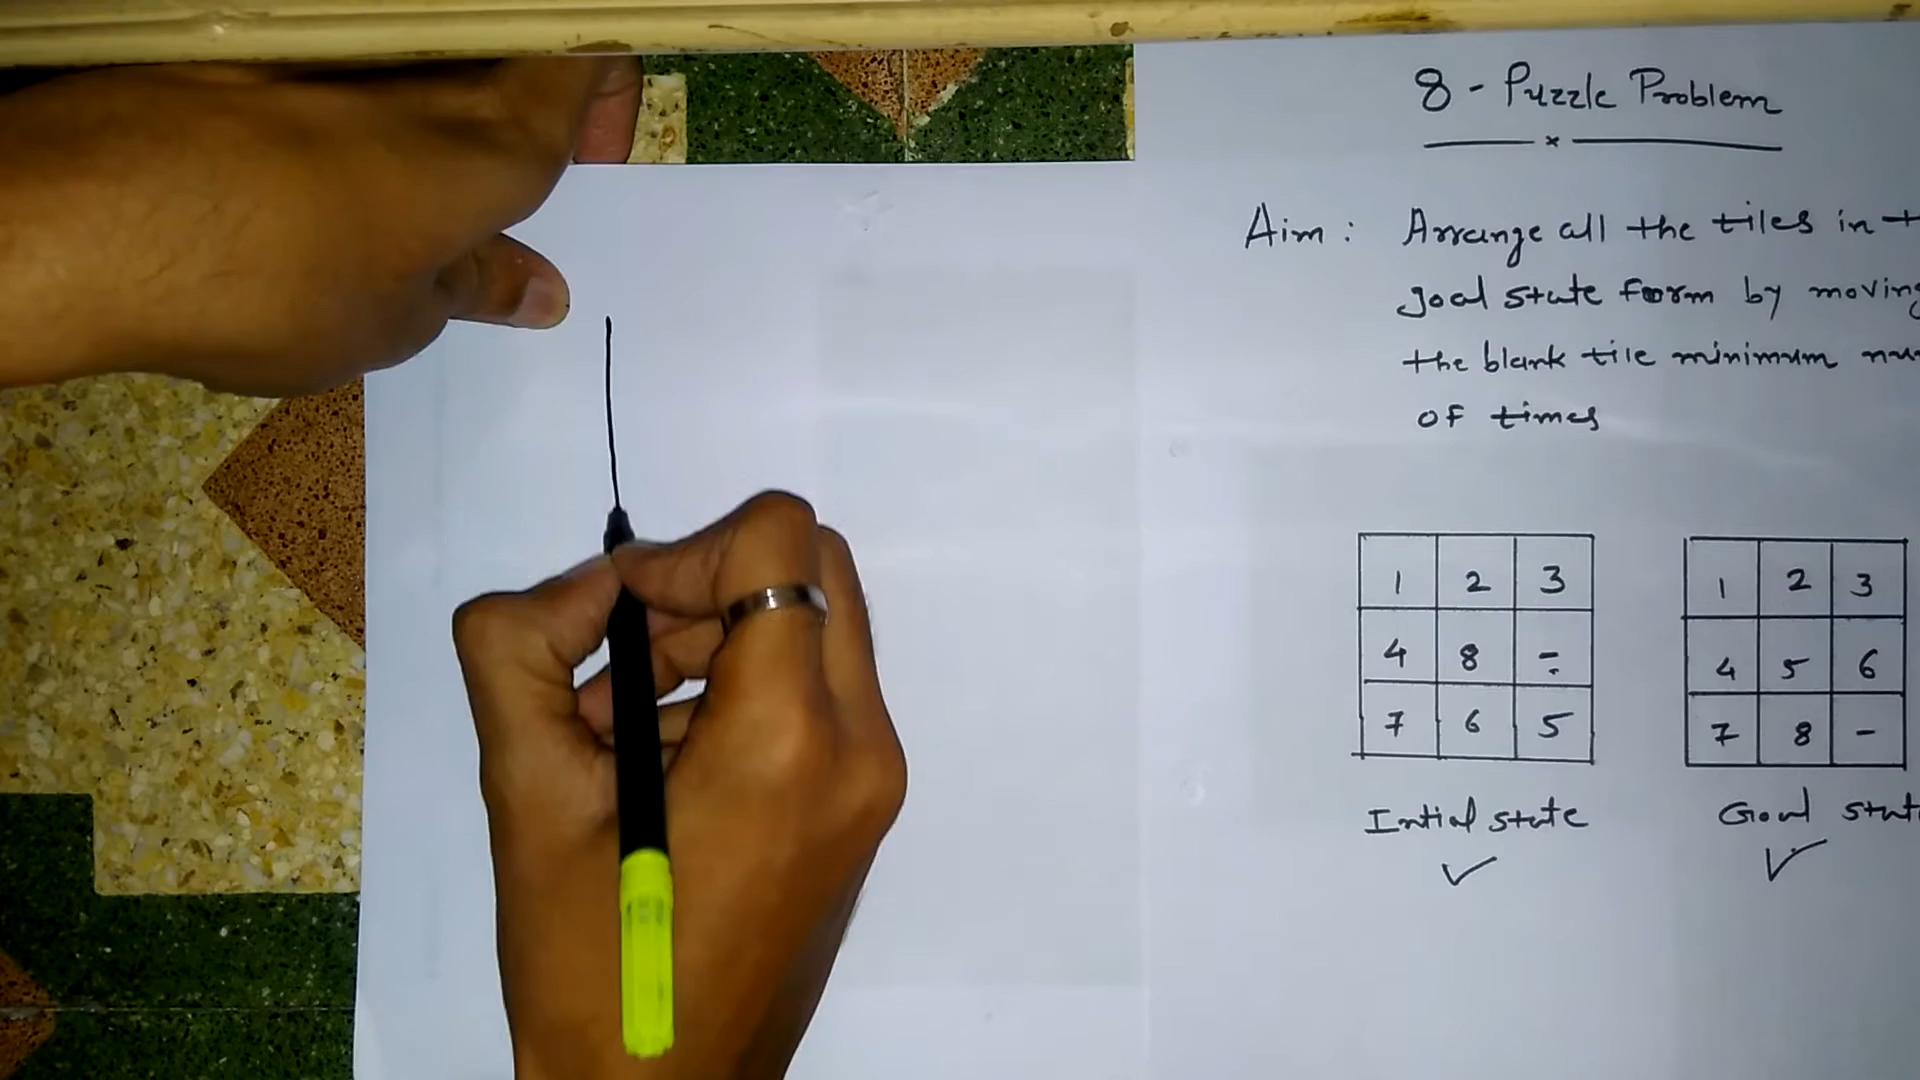 8 - Puzzle Problem
Aim : Arrange all the tiles in
goal state form by moving
the blank tile minimum
of times
1 2 3
4 8 -
7 6 5
Intial state
1 2 3
4 5 6
7 8 -
Goal